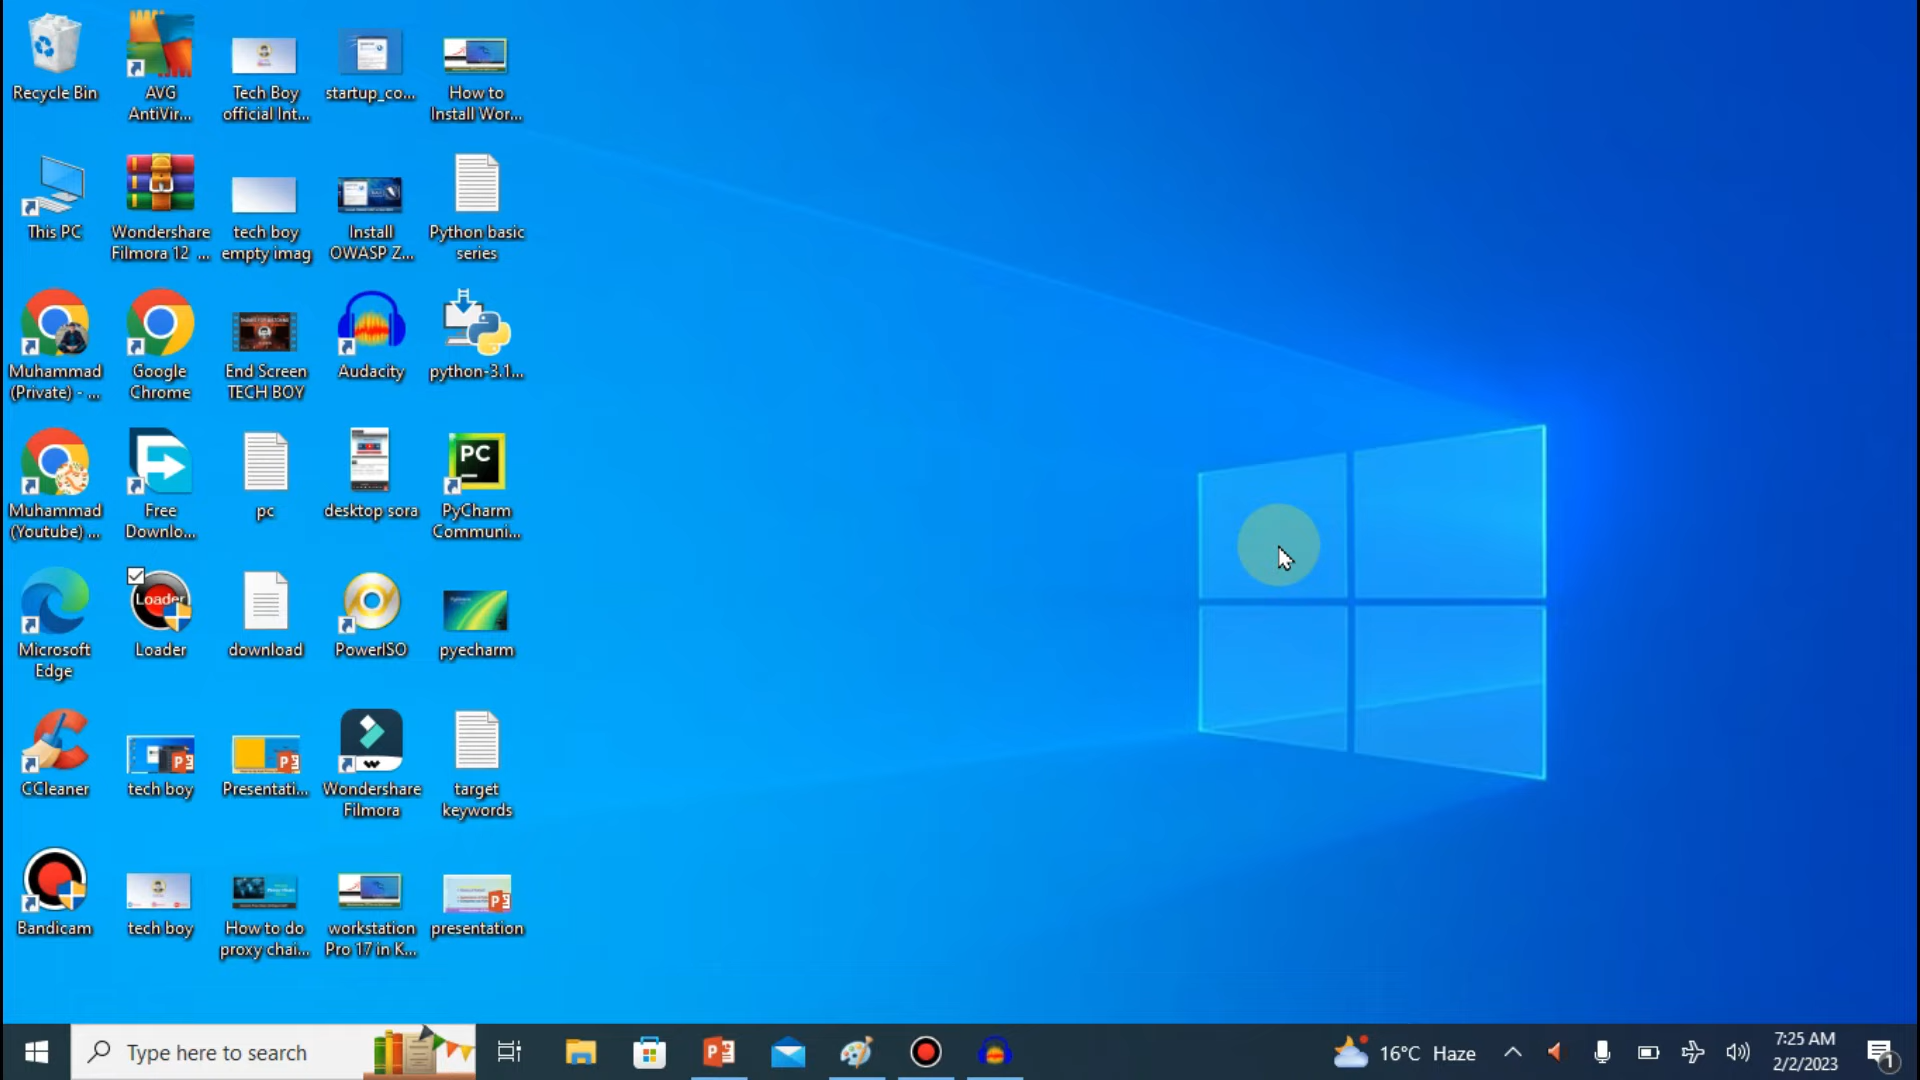 Recycle Bin
AVG
AntiVir...
Tech Boy
official Int...
startup_co...
How to
Install Wor...
This PC
Wondershare
Filmora 12 ...
tech boy
empty imag
Install
OWASP Z...
Python basic
series
Muhammad
(Private) - ...
Google
Chrome
End Screen
TECH BOY
Audacity
python-3.1...
Muhammad
(Youtube) ...
Free
Downlo...
pc
desktop sora
PC
PyCharm
Communi...
Microsoft
Edge
Loader
Loader
download
PowerISO
pyecharm
CCleaner
tech boy
Presentati...
Wondershare
Filmora
target
keywords
Bandicam
tech boy
How to do
proxy chai...
workstation
Pro 17 in K...
presentation
Type here to search
16°C Haze
7:25 AM
2/2/2023
1